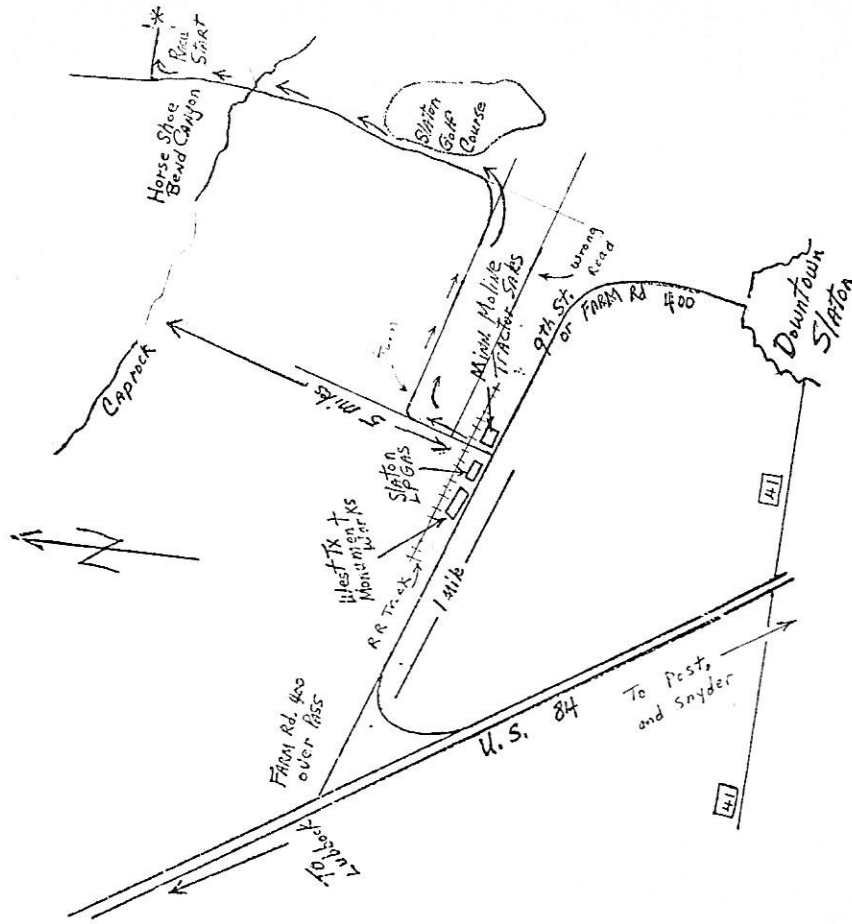 *
Race
Start
Horse Shoe
Bend Canyon
Slaton
Golf
Course
Caprock
5 miles
Turn
N
Wrong
Road
Minn Moline
Tractor Sales
Slaton
LP GAS
West TX
Monument
Works
RR Track
1 Mile
9th St.
or FARM Rd 400
Downtown
Slaton
FARM Rd. 400
over Pass
41
U.S. 84
To Post,
and Snyder
To
Lubbock
41